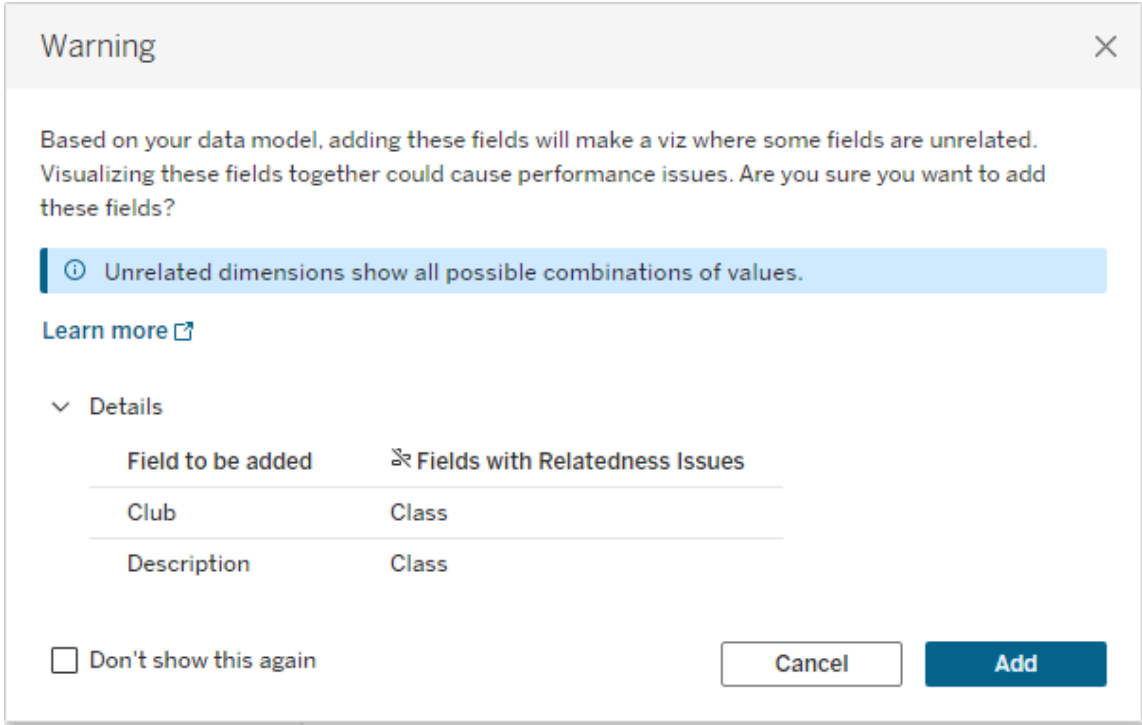 Warning
Based on your data model, adding these fields will make a viz where some fields are unrelated.
Visualizing these fields together could cause performance issues. Are you sure you want to add
these fields?
Unrelated dimensions show all possible combinations of values.
Learn more
Details
Field to be added Fields with Relatedness Issues
Club Class
Description Class
Don't show this again Cancel Add